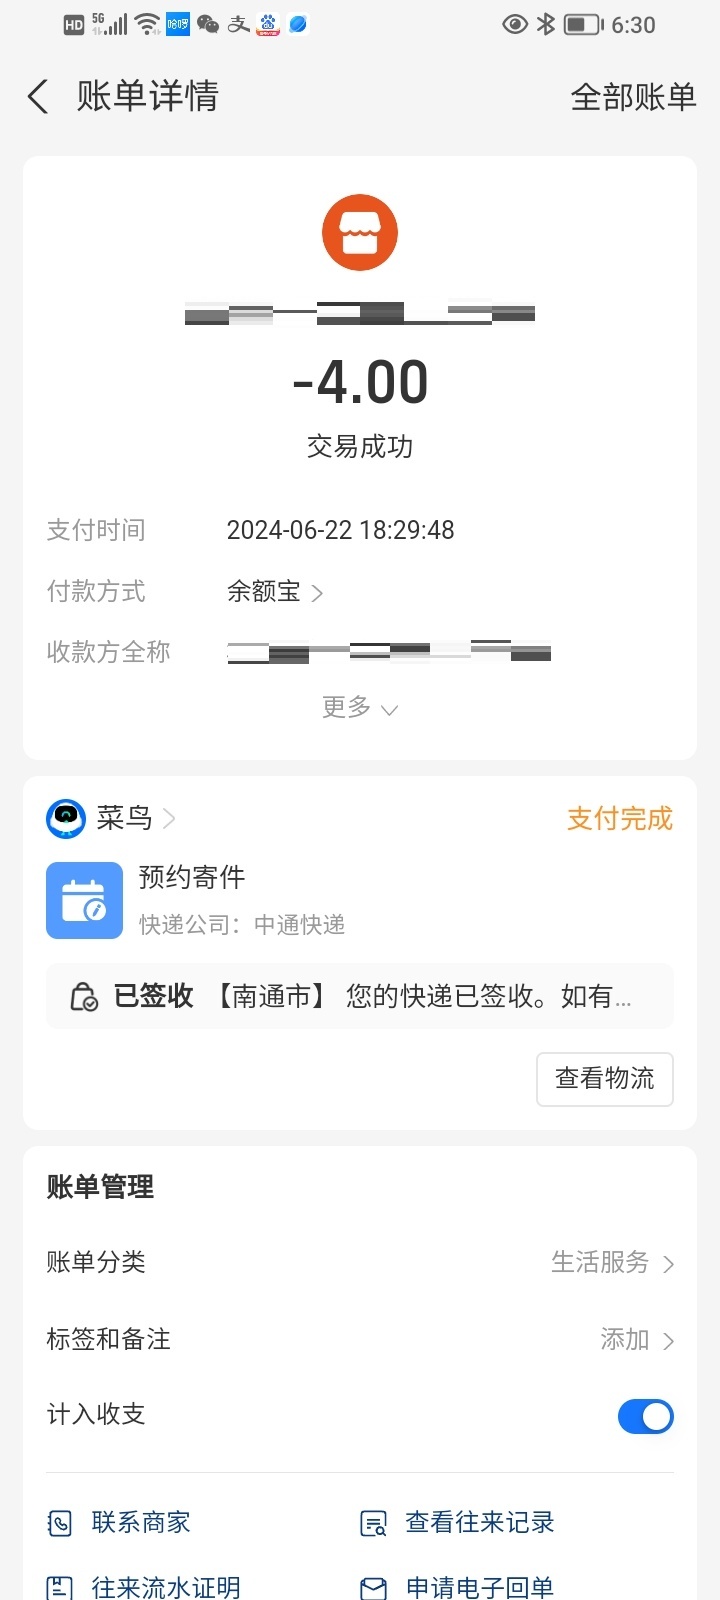 HD 5G 哈啰 支 6:30
账单详情 全部账单
-4.00
交易成功
支付时间 2024-06-22 18:29:48
付款方式 余额宝
收款方全称
更多
菜鸟 支付完成
预约寄件
快递公司：中通快递
已签收 【南通市】 您的快递已签收。如有...
查看物流
账单管理
账单分类 生活服务
标签和备注 添加
计入收支
联系商家 查看往来记录
往来流水证明 申请电子回单